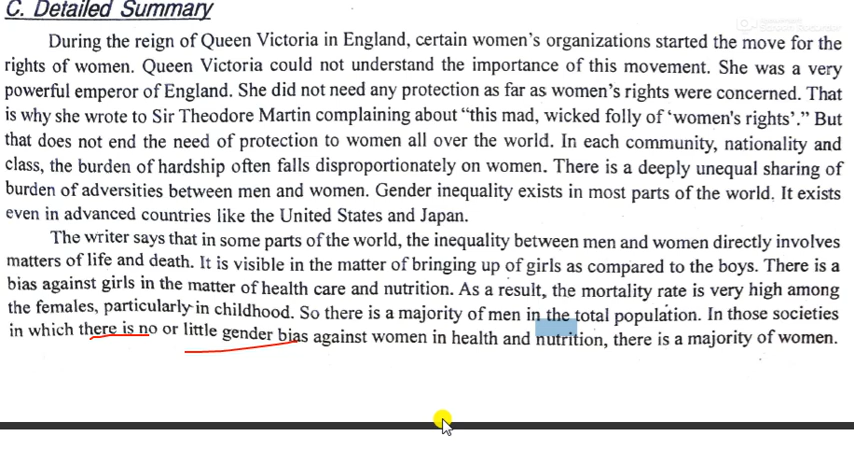 C. Detailed Summary
During the reign of Queen Victoria in England, certain women's organizations started the move for the
rights of women. Queen Victoria could not understand the importance of this movement. She was a very
powerful emperor of England. She did not need any protection as far as women's rights were concerned. That
is why she wrote to Sir Theodore Martin complaining about "this mad, wicked folly of 'women's rights'." But
that does not end the need of protection to women all over the world. In each community, nationality and
class, the burden of hardship often falls disproportionately on women. There is a deeply unequal sharing of
burden of adversities between men and women. Gender inequality exists in most parts of the world. It exists
even in advanced countries like the United States and Japan.
The writer says that in some parts of the world, the inequality between men and women directly involves
matters of life and death. It is visible in the matter of bringing up of girls as compared to the boys. There is a
bias against girls in the matter of health care and nutrition. As a result, the mortality rate is very high among
the females, particularly in childhood. So there is a majority of men in the total population. In those societies
in which there is no or little gender bias against women in health and nutrition, there is a majority of women.